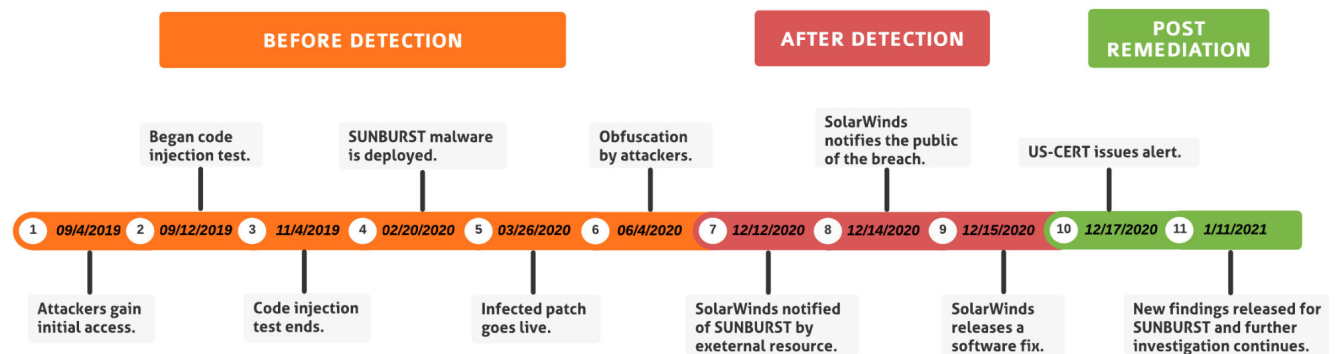 BEFORE DETECTION
AFTER DETECTION
POST
REMEDIATION
Began code
injection test.
SUNBURST malware
is deployed.
Obfuscation
by attackers.
SolarWinds
notifies the public
of the breach.
US-CERT issues alert.
1 09/4/2019 2 09/12/2019 3 11/4/2019 4 02/20/2020 5 03/26/2020 6 06/4/2020 7 12/12/2020 8 12/14/2020 9 12/15/2020 10 12/17/2020 11 1/11/2021
Attackers gain
initial access.
Code injection
test ends.
Infected patch
goes live.
SolarWinds notified
of SUNBURST by
exeternal resource.
SolarWinds
releases a
software fix.
New findings released for
SUNBURST and further
investigation continues.